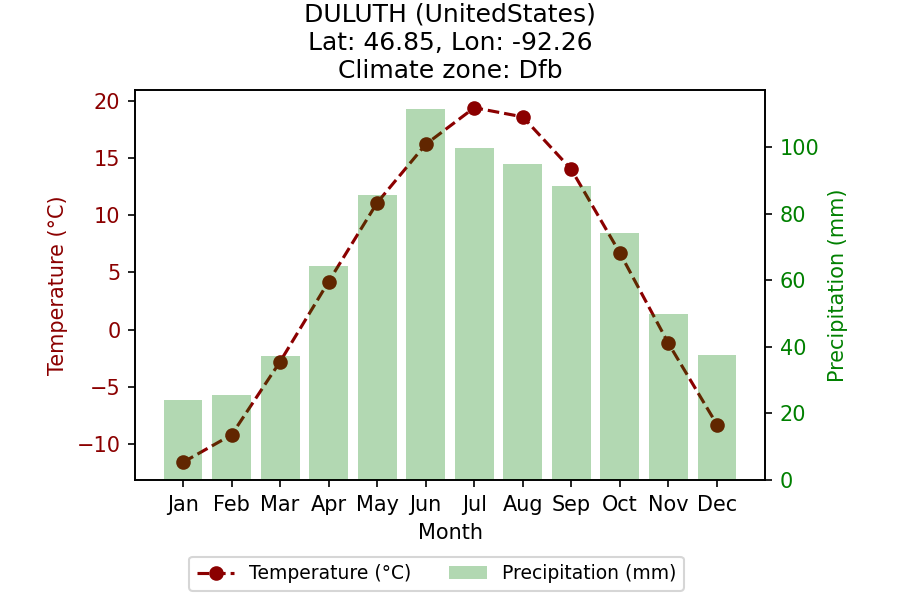 DULUTH (UnitedStates)
Lat: 46.85, Lon: -92.26
Climate zone: Dfb
Temperature (°C)
20
15
10
5
0
−5
−10
Precipitation (mm)
100
80
60
40
20
0
Jan Feb Mar Apr May Jun Jul Aug Sep Oct Nov Dec
Month
Temperature (°C) Precipitation (mm)